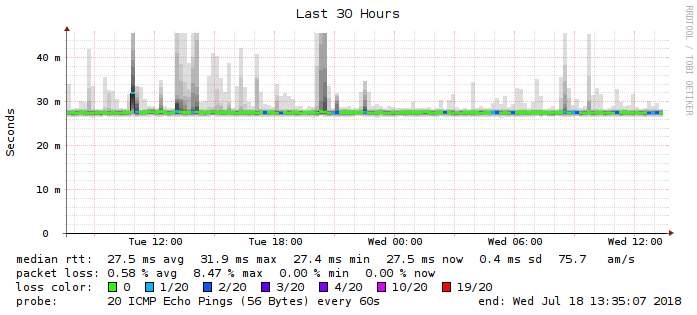 Last 30 Hours
RRDTOOL / TOBI OETIKER
Seconds
40 m
30 m
20 m
10 m
0
Tue 12:00 Tue 18:00 Wed 00:00 Wed 06:00 Wed 12:00
median rtt: 27.5 ms avg 31.9 ms max 27.4 ms min 27.5 ms now 0.4 ms sd 75.7 am/s
packet loss: 0.58 % avg 8.47 % max 0.00 % min 0.00 % now
loss color: 0 1/20 2/20 3/20 4/20 10/20 19/20
probe: 20 ICMP Echo Pings (56 Bytes) every 60s end: Wed Jul 18 13:35:07 2018